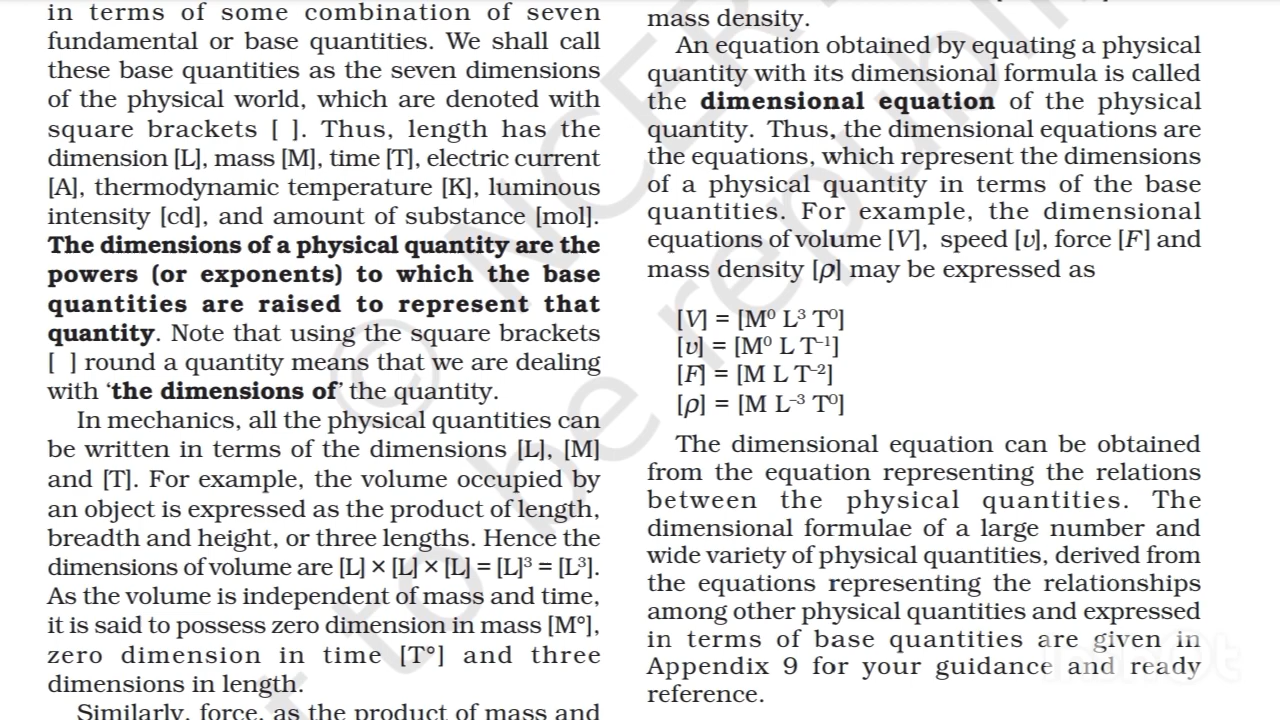 in terms of some combination of seven
fundamental or base quantities. We shall call
these base quantities as the seven dimensions
of the physical world, which are denoted with
square brackets [ ]. Thus, length has the
dimension [L], mass [M], time [T], electric current
[A], thermodynamic temperature [K], luminous
intensity [cd], and amount of substance [mol].
The dimensions of a physical quantity are the
powers (or exponents) to which the base
quantities are raised to represent that
quantity. Note that using the square brackets
[ ] round a quantity means that we are dealing
with ‘the dimensions of’ the quantity.
In mechanics, all the physical quantities can
be written in terms of the dimensions [L], [M]
and [T]. For example, the volume occupied by
an object is expressed as the product of length,
breadth and height, or three lengths. Hence the
dimensions of volume are [L] × [L] × [L] = [L]³ = [L³].
As the volume is independent of mass and time,
it is said to possess zero dimension in mass [M°],
zero dimension in time [T°] and three
dimensions in length.
Similarly, force, as the product of mass and
mass density.
An equation obtained by equating a physical
quantity with its dimensional formula is called
the dimensional equation of the physical
quantity. Thus, the dimensional equations are
the equations, which represent the dimensions
of a physical quantity in terms of the base
quantities. For example, the dimensional
equations of volume [V], speed [v], force [F] and
mass density [ρ] may be expressed as
[V] = [M⁰ L³ T⁰]
[v] = [M⁰ L T⁻¹]
[F] = [M L T⁻²]
[ρ] = [M L⁻³ T⁰]
The dimensional equation can be obtained
from the equation representing the relations
between the physical quantities. The
dimensional formulae of a large number and
wide variety of physical quantities, derived from
the equations representing the relationships
among other physical quantities and expressed
in terms of base quantities are given in
Appendix 9 for your guidance and ready
reference.